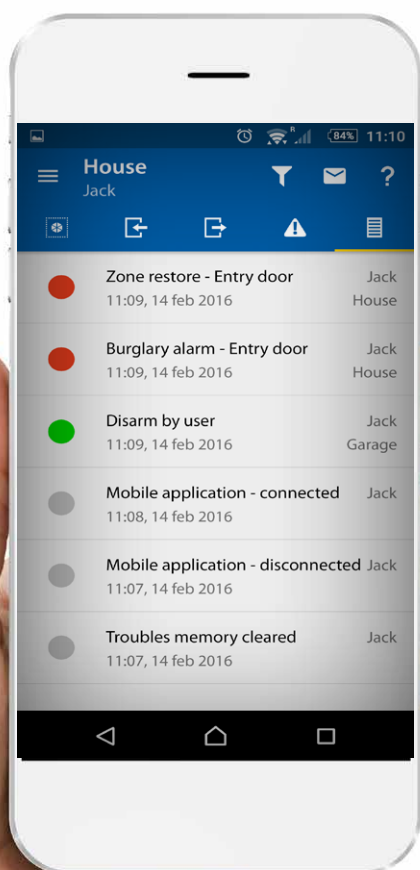 R
84% 11:10
House
Jack
?
Zone restore - Entry door Jack
11:09, 14 feb 2016 House
Burglary alarm - Entry door Jack
11:09, 14 feb 2016 House
Disarm by user Jack
11:09, 14 feb 2016 Garage
Mobile application - connected Jack
11:08, 14 feb 2016
Mobile application - disconnected Jack
11:07, 14 feb 2016
Troubles memory cleared Jack
11:07, 14 feb 2016